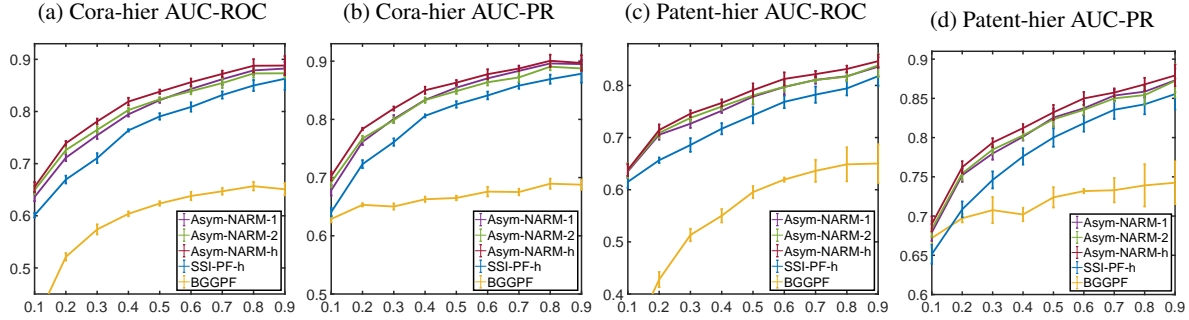 (a) Cora-hier AUC-ROC
0.9
0.8
0.7
0.6
0.5
0.1 0.2 0.3 0.4 0.5 0.6 0.7 0.8 0.9
Asym-NARM-1
Asym-NARM-2
Asym-NARM-h
SSI-PF-h
BGGPF
(b) Cora-hier AUC-PR
0.9
0.8
0.7
0.6
0.5
0.1 0.2 0.3 0.4 0.5 0.6 0.7 0.8 0.9
Asym-NARM-1
Asym-NARM-2
Asym-NARM-h
SSI-PF-h
BGGPF
(c) Patent-hier AUC-ROC
0.8
0.7
0.6
0.5
0.4
0.1 0.2 0.3 0.4 0.5 0.6 0.7 0.8 0.9
Asym-NARM-1
Asym-NARM-2
Asym-NARM-h
SSI-PF-h
BGGPF
(d) Patent-hier AUC-PR
0.9
0.85
0.8
0.75
0.7
0.65
0.6
0.1 0.2 0.3 0.4 0.5 0.6 0.7 0.8 0.9
Asym-NARM-1
Asym-NARM-2
Asym-NARM-h
SSI-PF-h
BGGPF